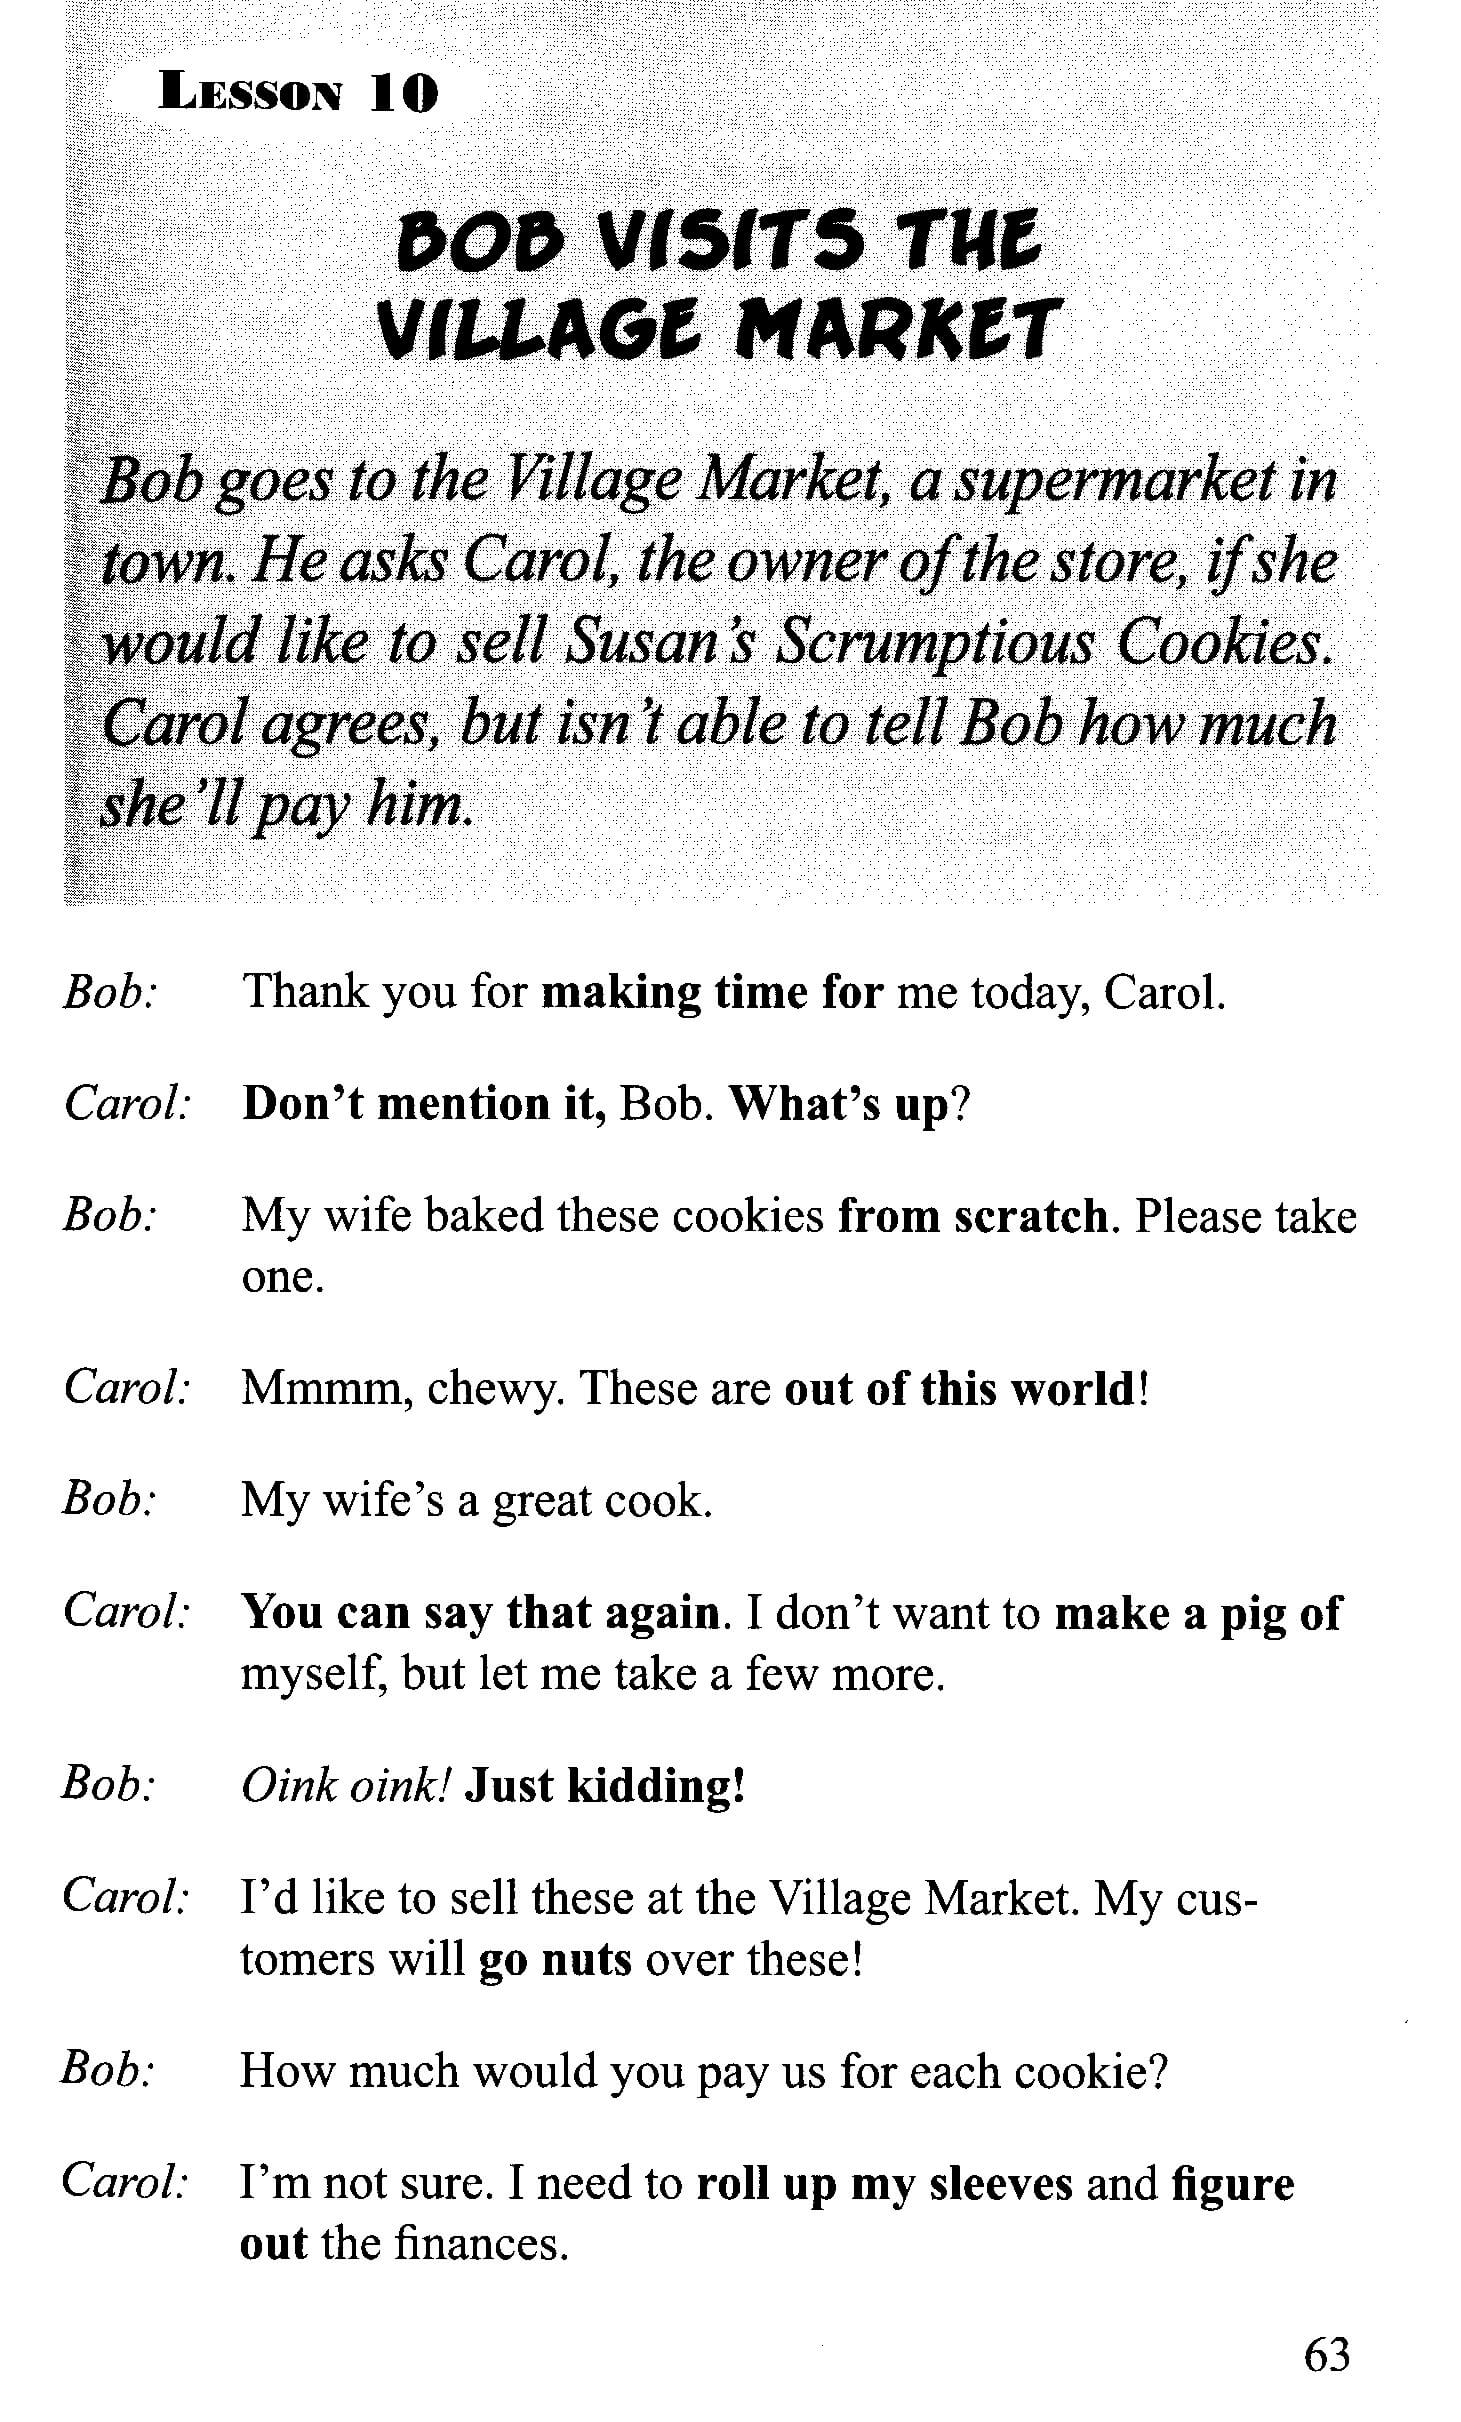 LESSON 10
BOB VISITS THE
VILLAGE MARKET
Bob goes to the Village Market, a supermarket in
town. He asks Carol, the owner of the store, if she
would like to sell Susan's Scrumptious Cookies.
Carol agrees, but isn't able to tell Bob how much
she'll pay him.
Bob: Thank you for making time for me today, Carol.
Carol: Don't mention it, Bob. What's up?
Bob: My wife baked these cookies from scratch. Please take
one.
Carol: Mmmm, chewy. These are out of this world!
Bob: My wife's a great cook.
Carol: You can say that again. I don't want to make a pig of
myself, but let me take a few more.
Bob: Oink oink! Just kidding!
Carol: I'd like to sell these at the Village Market. My cus-
tomers will go nuts over these!
Bob: How much would you pay us for each cookie?
Carol: I'm not sure. I need to roll up my sleeves and figure
out the finances.
63